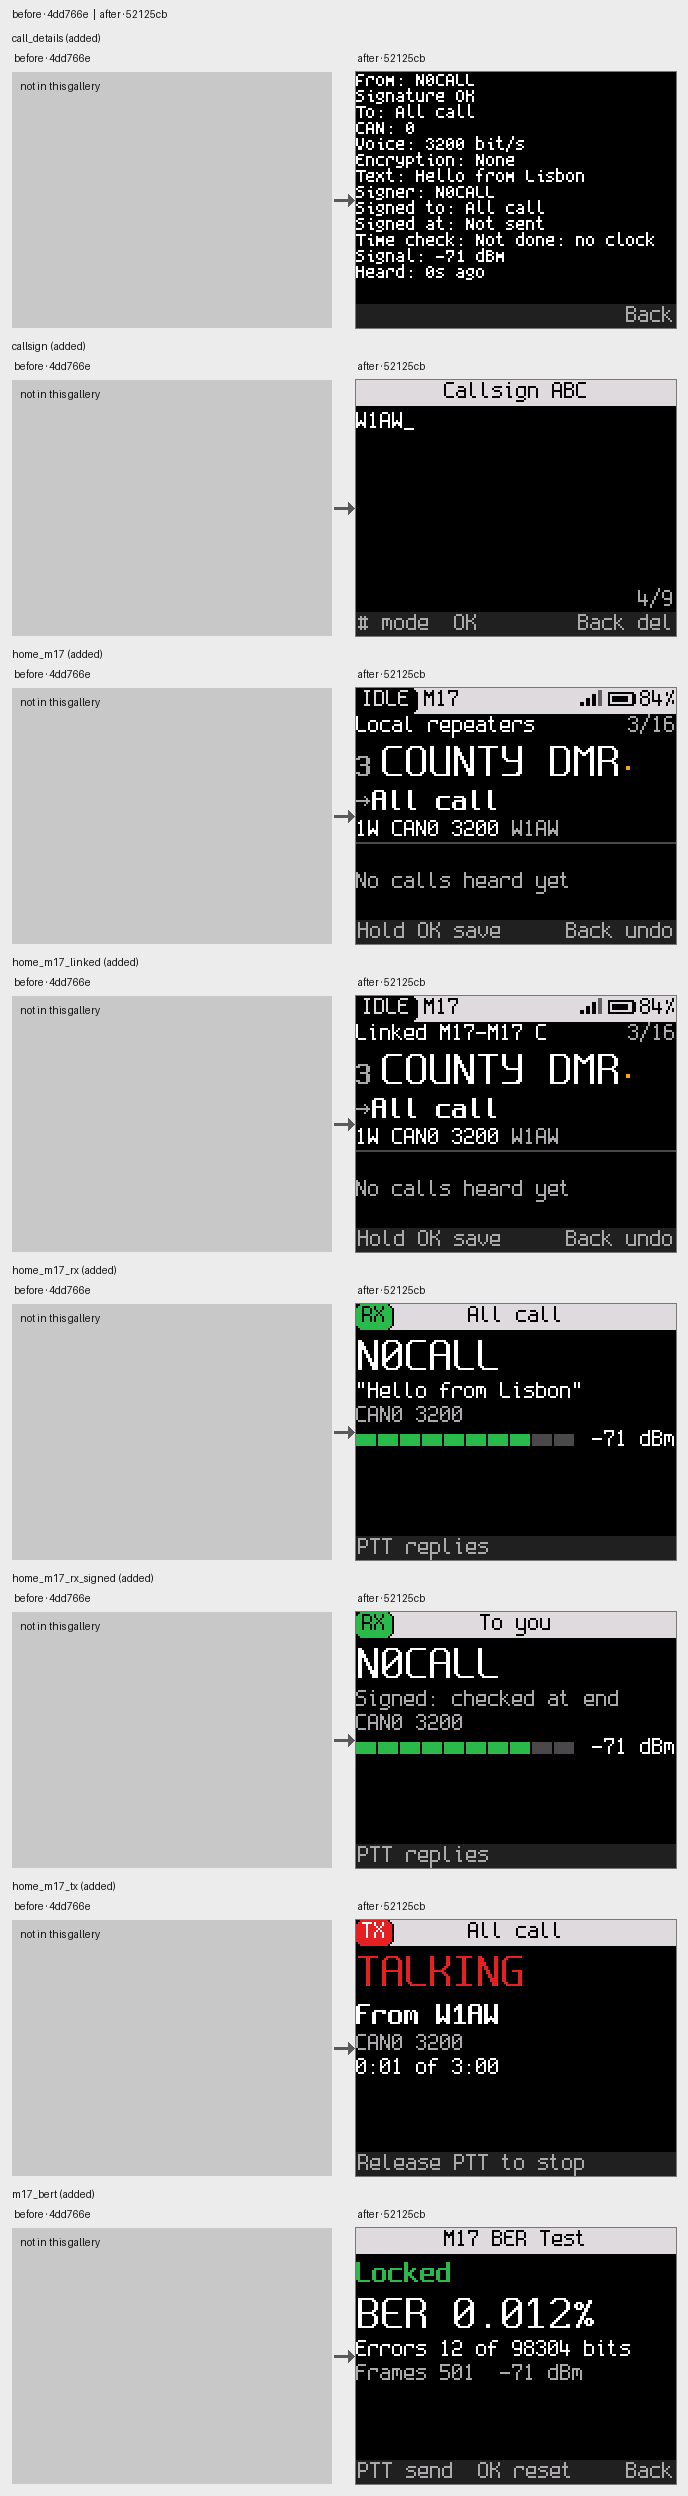 before · 4dd766e | after · 52125cb
call_details (added)
before · 4dd766e
after · 52125cb
not in this gallery
From: N0CALL
Signature OK
To: All call
CAN: 0
Voice: 3200 bit/s
Encryption: None
Text: Hello from Lisbon
Signer: N0CALL
Signed to: All call
Signed at: Not sent
Time check: Not done: no clock
Signal: -71 dBm
Heard: 0s ago
Back
callsign (added)
before · 4dd766e
after · 52125cb
not in this gallery
Callsign ABC
W1AW_
4/9
# mode OK Back del
home_m17 (added)
before · 4dd766e
after · 52125cb
not in this gallery
IDLE M17 84%
Local repeaters 3/16
3 COUNTY DMR
→All call
1W CAN0 3200 W1AW
No calls heard yet
Hold OK save Back undo
home_m17_linked (added)
before · 4dd766e
after · 52125cb
not in this gallery
IDLE M17 84%
Linked M17-M17 C 3/16
3 COUNTY DMR
→All call
1W CAN0 3200 W1AW
No calls heard yet
Hold OK save Back undo
home_m17_rx (added)
before · 4dd766e
after · 52125cb
not in this gallery
RX All call
N0CALL
"Hello from Lisbon"
CAN0 3200
-71 dBm
PTT replies
home_m17_rx_signed (added)
before · 4dd766e
after · 52125cb
not in this gallery
RX To you
N0CALL
Signed: checked at end
CAN0 3200
-71 dBm
PTT replies
home_m17_tx (added)
before · 4dd766e
after · 52125cb
not in this gallery
TX All call
TALKING
From W1AW
CAN0 3200
0:01 of 3:00
Release PTT to stop
m17_bert (added)
before · 4dd766e
after · 52125cb
not in this gallery
M17 BER Test
Locked
BER 0.012%
Errors 12 of 98304 bits
Frames 501 -71 dBm
PTT send OK reset Back